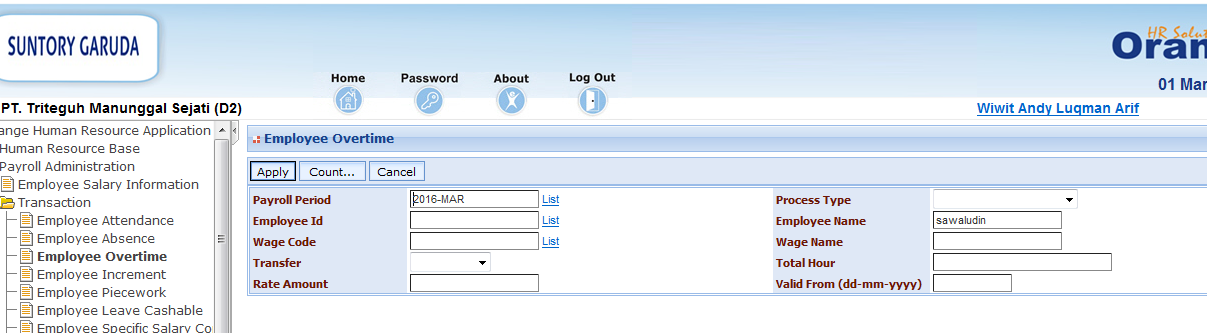 SUNTORY GARUDA
HR Solut
Oran
Home Password About Log Out
01 Mar
PT. Triteguh Manunggal Sejati (D2)
Wiwit Andy Luqman Arif
ange Human Resource Application
Human Resource Base
Payroll Administration
Employee Salary Information
Transaction
Employee Attendance
Employee Absence
Employee Overtime
Employee Increment
Employee Piecework
Employee Leave Cashable
Employee Specific Salary Co
Employee Overtime
Apply Count... Cancel
Payroll Period 2016-MAR List Process Type
Employee Id List Employee Name sawaludin
Wage Code List Wage Name
Transfer Total Hour
Rate Amount Valid From (dd-mm-yyyy)